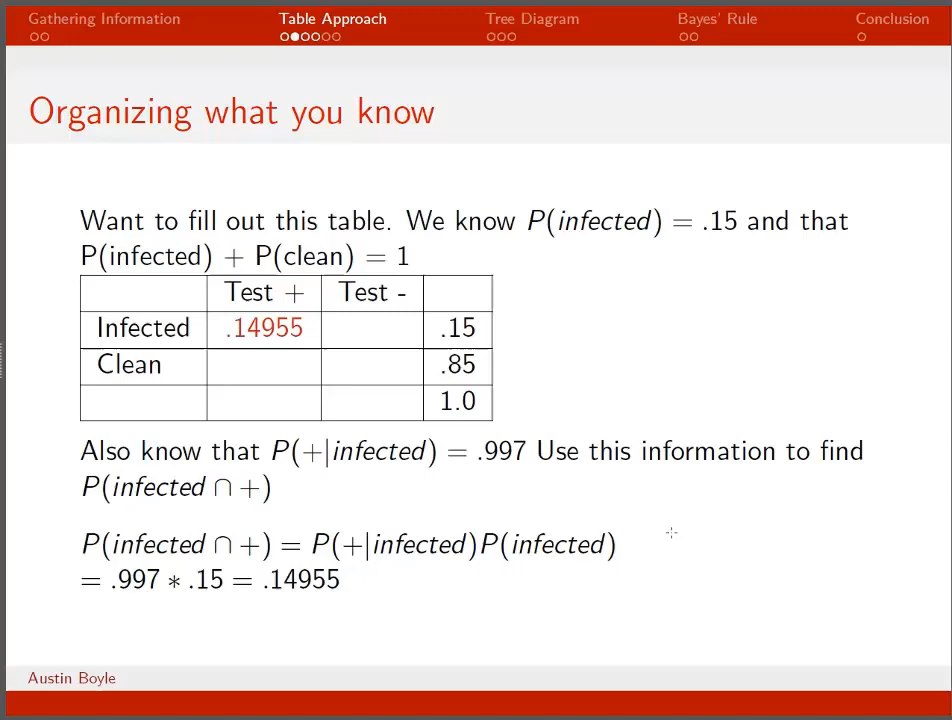 Gathering Information Table Approach Tree Diagram Bayes' Rule Conclusion
Organizing what you know
Want to fill out this table. We know P(infected) = .15 and that
P(infected) + P(clean) = 1
Test + Test -
Infected .14955 .15
Clean .85
1.0
Also know that P(+|infected) = .997 Use this information to find
P(infected ∩ +)
P(infected ∩ +) = P(+|infected)P(infected)
= .997 ∗ .15 = .14955
Austin Boyle